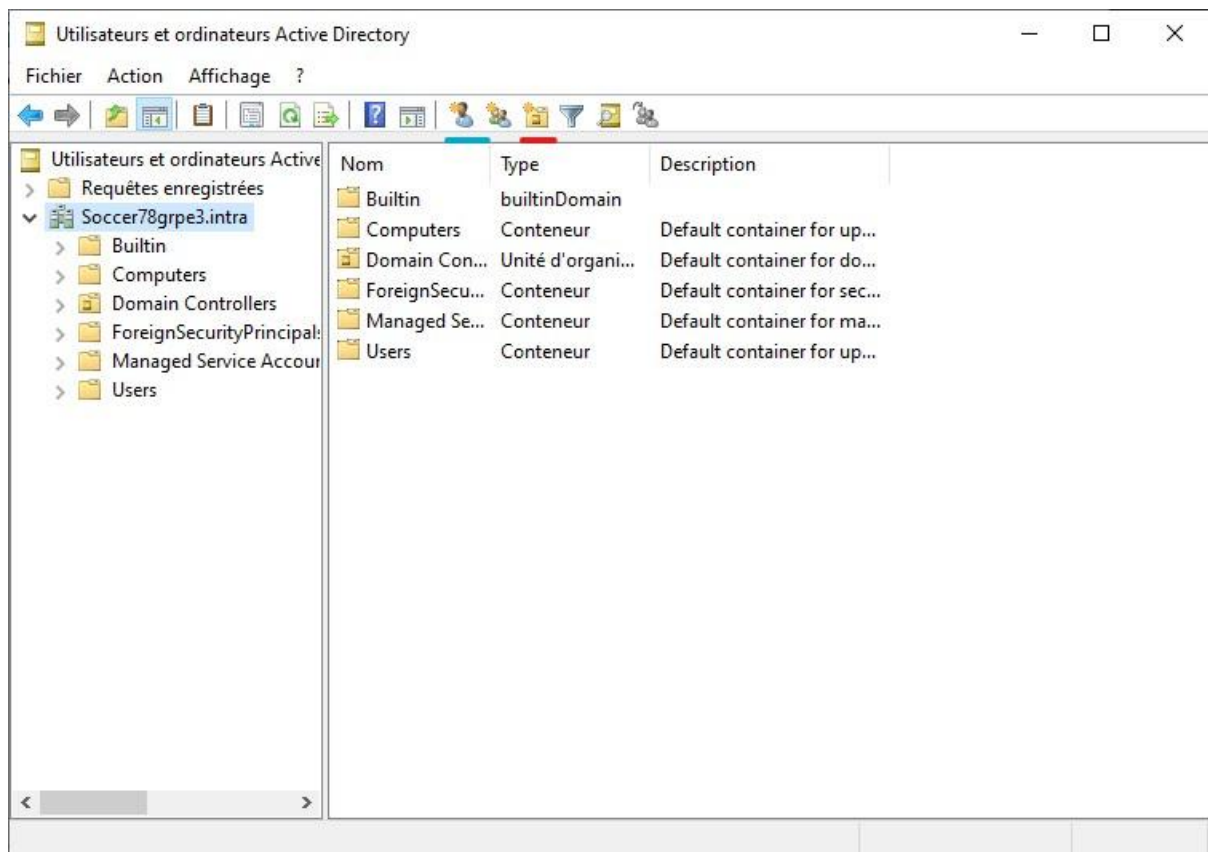 Utilisateurs et ordinateurs Active Directory
Fichier Action Affichage ?
Utilisateurs et ordinateurs Active
Requêtes enregistrées
Soccer78grpe3.intra
Builtin
Computers
Domain Controllers
ForeignSecurityPrincipals
Managed Service Accour
Users
Nom Type Description
Builtin builtinDomain
Computers Conteneur Default container for up...
Domain Con... Unité d'organi... Default container for do...
ForeignSecu... Conteneur Default container for sec...
Managed Se... Conteneur Default container for ma...
Users Conteneur Default container for up...